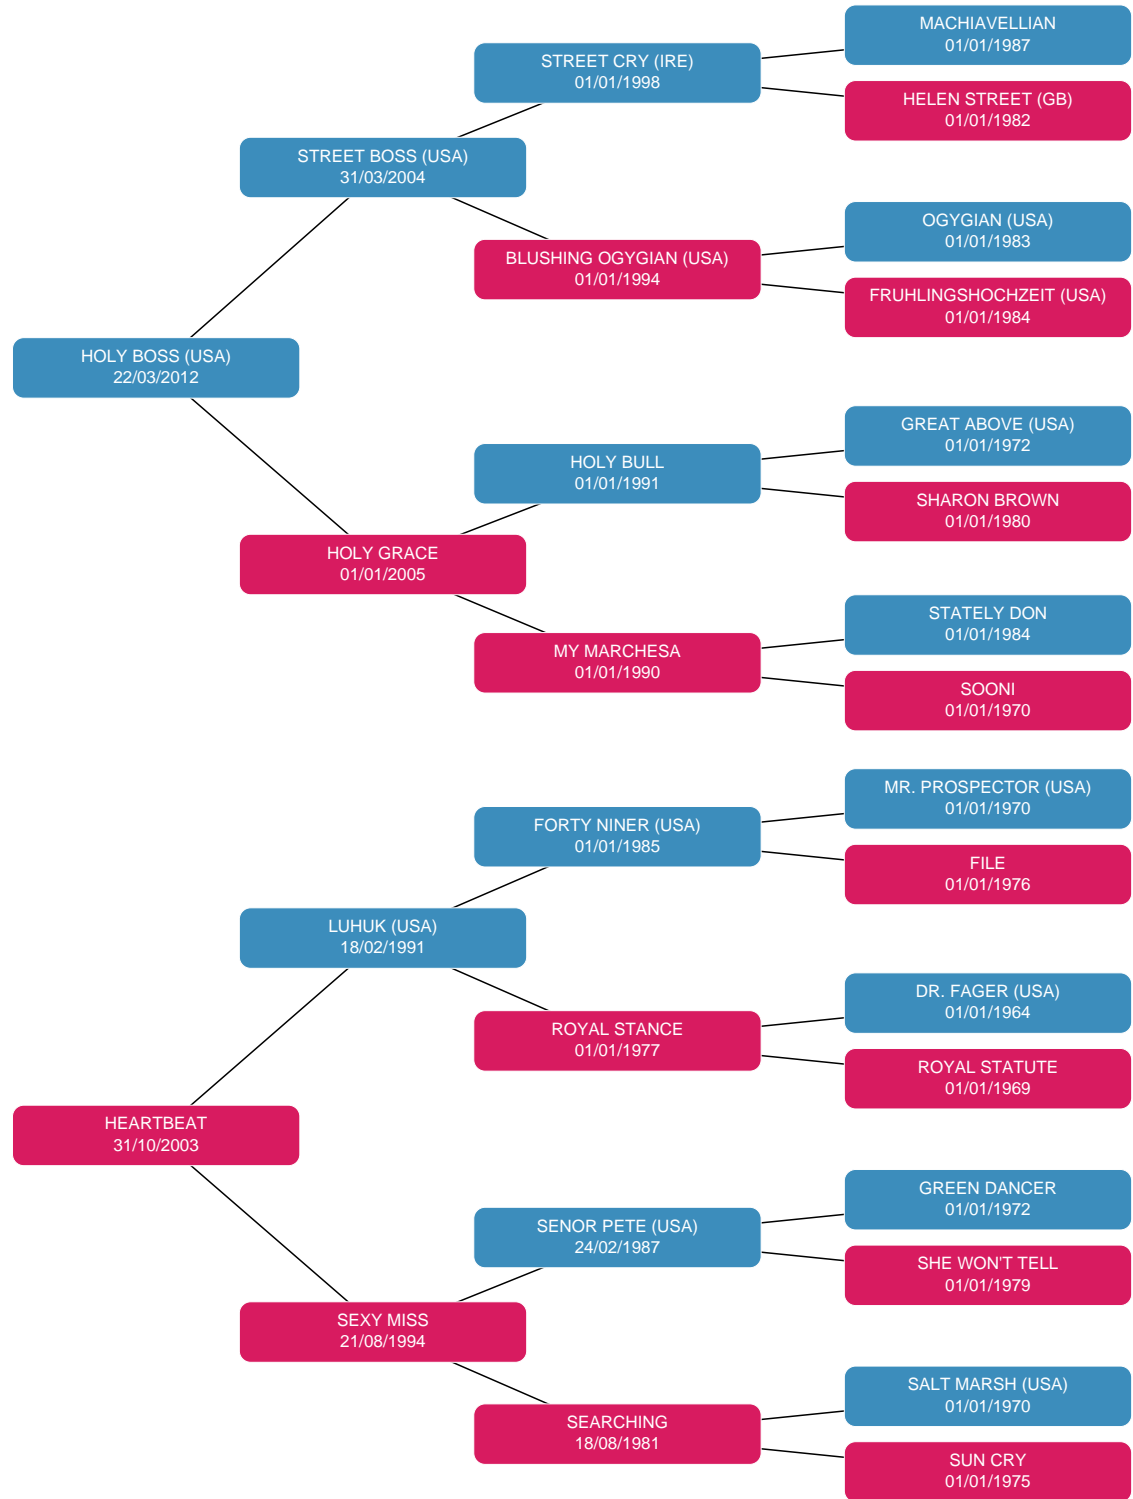 MACHIAVELLIAN
01/01/1987
STREET CRY (IRE)
01/01/1998
HELEN STREET (GB)
01/01/1982
STREET BOSS (USA)
31/03/2004
OGYGIAN (USA)
01/01/1983
BLUSHING OGYGIAN (USA)
01/01/1994
FRUHLINGSHOCHZEIT (USA)
01/01/1984
HOLY BOSS (USA)
22/03/2012
GREAT ABOVE (USA)
01/01/1972
HOLY BULL
01/01/1991
SHARON BROWN
01/01/1980
HOLY GRACE
01/01/2005
STATELY DON
01/01/1984
MY MARCHESA
01/01/1990
SOONI
01/01/1970
MR. PROSPECTOR (USA)
01/01/1970
FORTY NINER (USA)
01/01/1985
FILE
01/01/1976
LUHUK (USA)
18/02/1991
DR. FAGER (USA)
01/01/1964
ROYAL STANCE
01/01/1977
ROYAL STATUTE
01/01/1969
HEARTBEAT
31/10/2003
GREEN DANCER
01/01/1972
SENOR PETE (USA)
24/02/1987
SHE WON'T TELL
01/01/1979
SEXY MISS
21/08/1994
SALT MARSH (USA)
01/01/1970
SEARCHING
18/08/1981
SUN CRY
01/01/1975